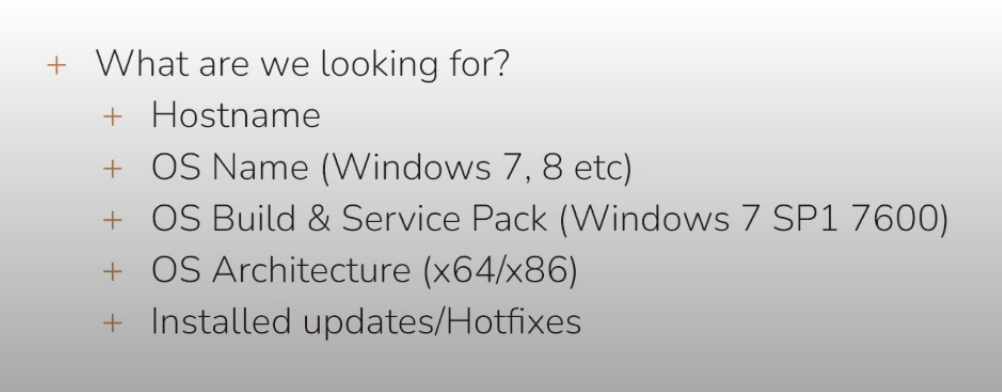 + What are we looking for?
+ Hostname
+ OS Name (Windows 7, 8 etc)
+ OS Build & Service Pack (Windows 7 SP1 7600)
+ OS Architecture (x64/x86)
+ Installed updates/Hotfixes